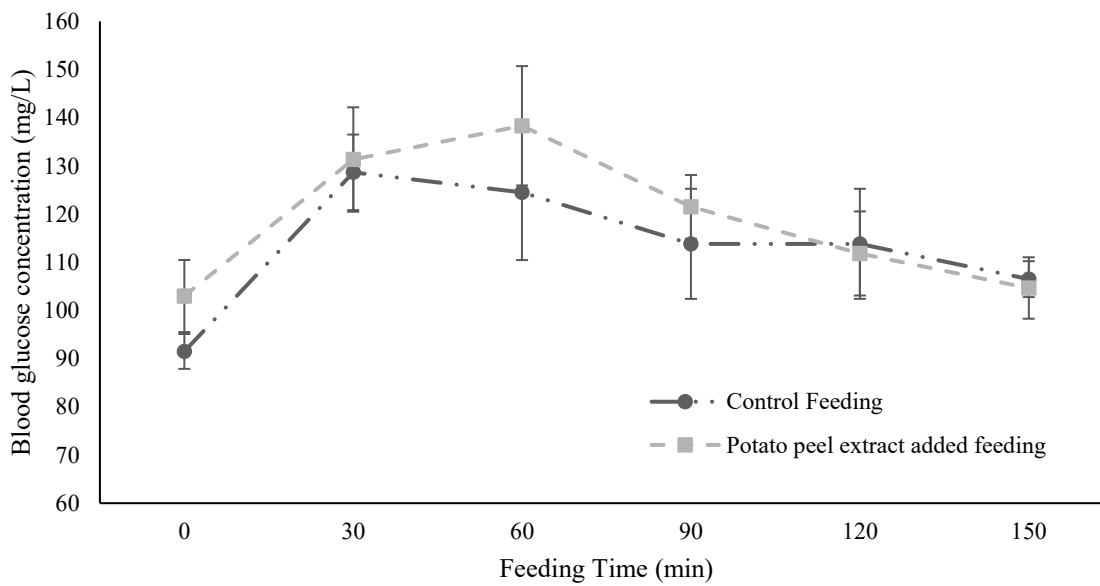 160
150
140
130
120
110
100
90
80
70
60
Blood glucose concentration (mg/L)
Control Feeding
Potato peel extract added feeding
0 30 60 90 120 150
Feeding Time (min)